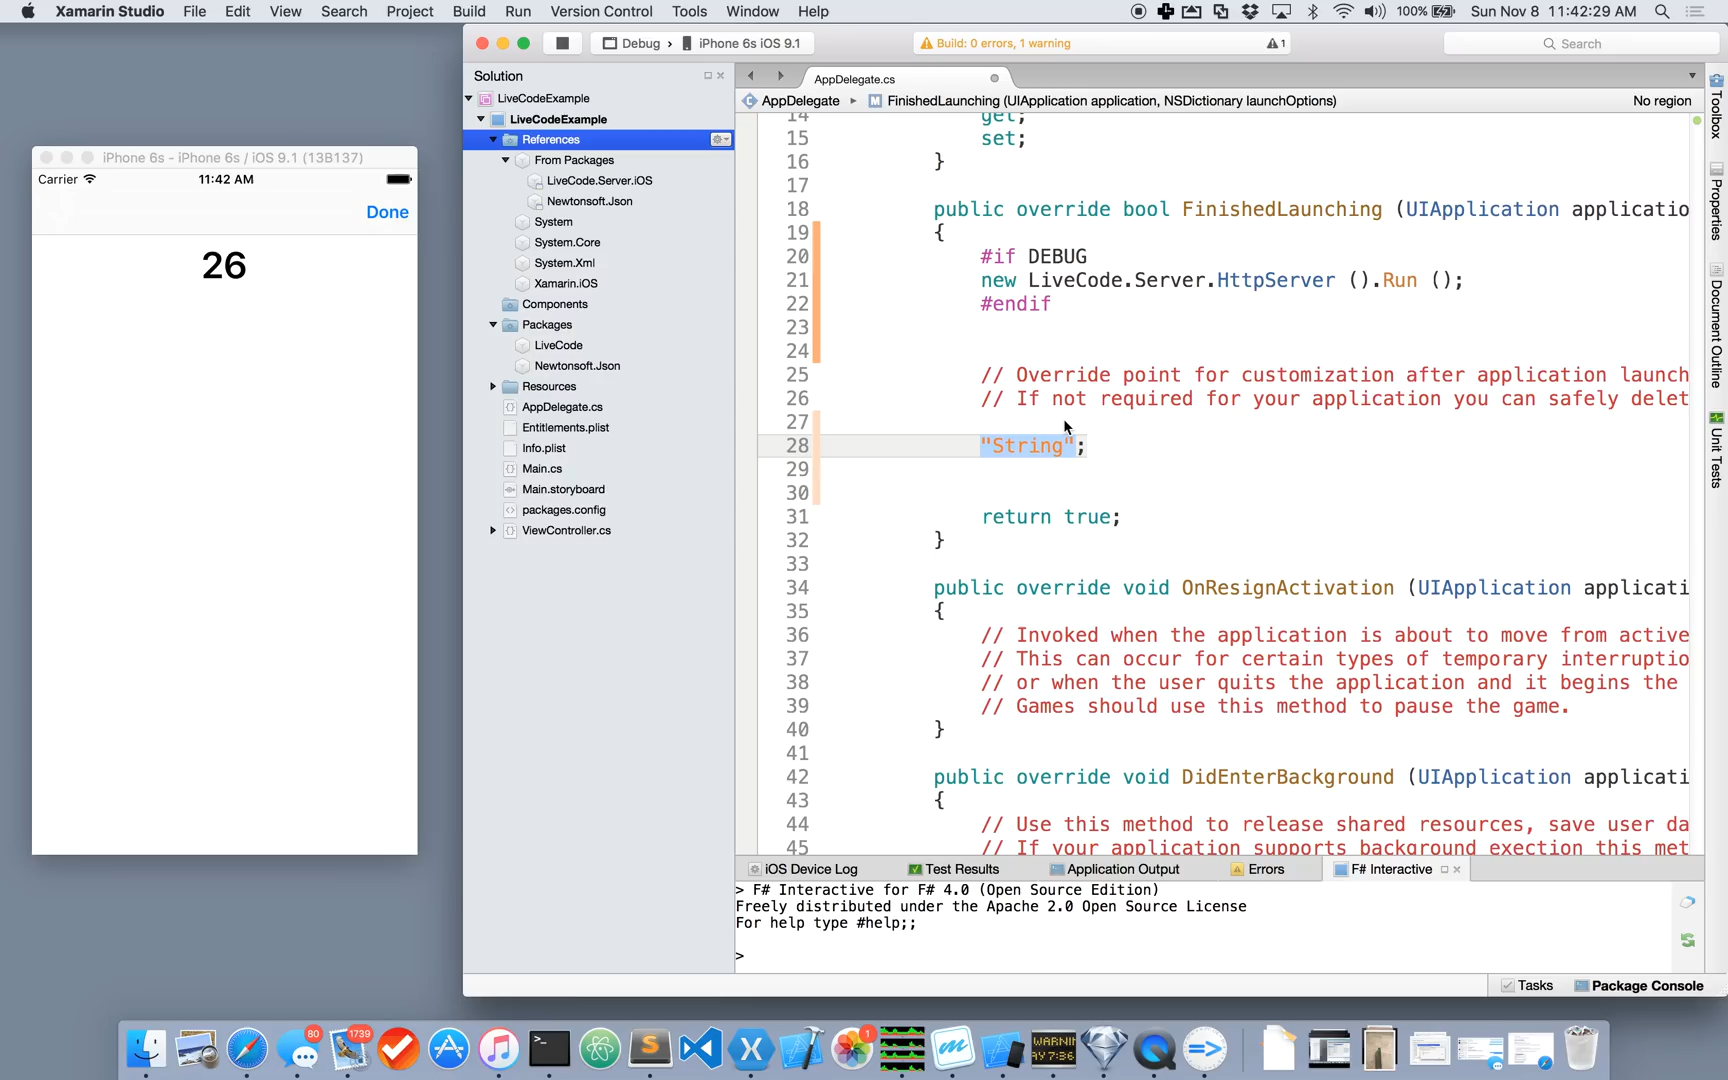 Xamarin Studio File Edit View Search Project Build Run Version Control Tools Window Help 100% Sun Nov 8 11:42:29 AM
Debug › iPhone 6s iOS 9.1
Build: 0 errors, 1 warning 1
Search
iPhone 6s - iPhone 6s / iOS 9.1 (13B137)
Carrier 11:42 AM
Done
26
Solution
LiveCodeExample
LiveCodeExample
References
From Packages
LiveCode.Server.iOS
Newtonsoft.Json
System
System.Core
System.Xml
Xamarin.iOS
Components
Packages
LiveCode
Newtonsoft.Json
Resources
AppDelegate.cs
Entitlements.plist
Info.plist
Main.cs
Main.storyboard
packages.config
ViewController.cs
AppDelegate.cs
AppDelegate ▸ M FinishedLaunching (UIApplication application, NSDictionary launchOptions) No region
14 get;
15 set;
16 }
17
18 public override bool FinishedLaunching (UIApplication applicatio
19 {
20 #if DEBUG
21 new LiveCode.Server.HttpServer ().Run ();
22 #endif
23
24
25 // Override point for customization after application launch
26 // If not required for your application you can safely delet
27
28 "String";
29
30
31 return true;
32 }
33
34 public override void OnResignActivation (UIApplication applicati
35 {
36 // Invoked when the application is about to move from active
37 // This can occur for certain types of temporary interruptio
38 // or when the user quits the application and it begins the
39 // Games should use this method to pause the game.
40 }
41
42 public override void DidEnterBackground (UIApplication applicati
43 {
44 // Use this method to release shared resources, save user da
45 // If your application supports background exection this met
Toolbox
Properties
Document Outline
Unit Tests
iOS Device Log Test Results Application Output Errors F# Interactive
> F# Interactive for F# 4.0 (Open Source Edition)
Freely distributed under the Apache 2.0 Open Source License
For help type #help;;
>
Tasks Package Console
80
1739
1
WARNIN
AY 7:36